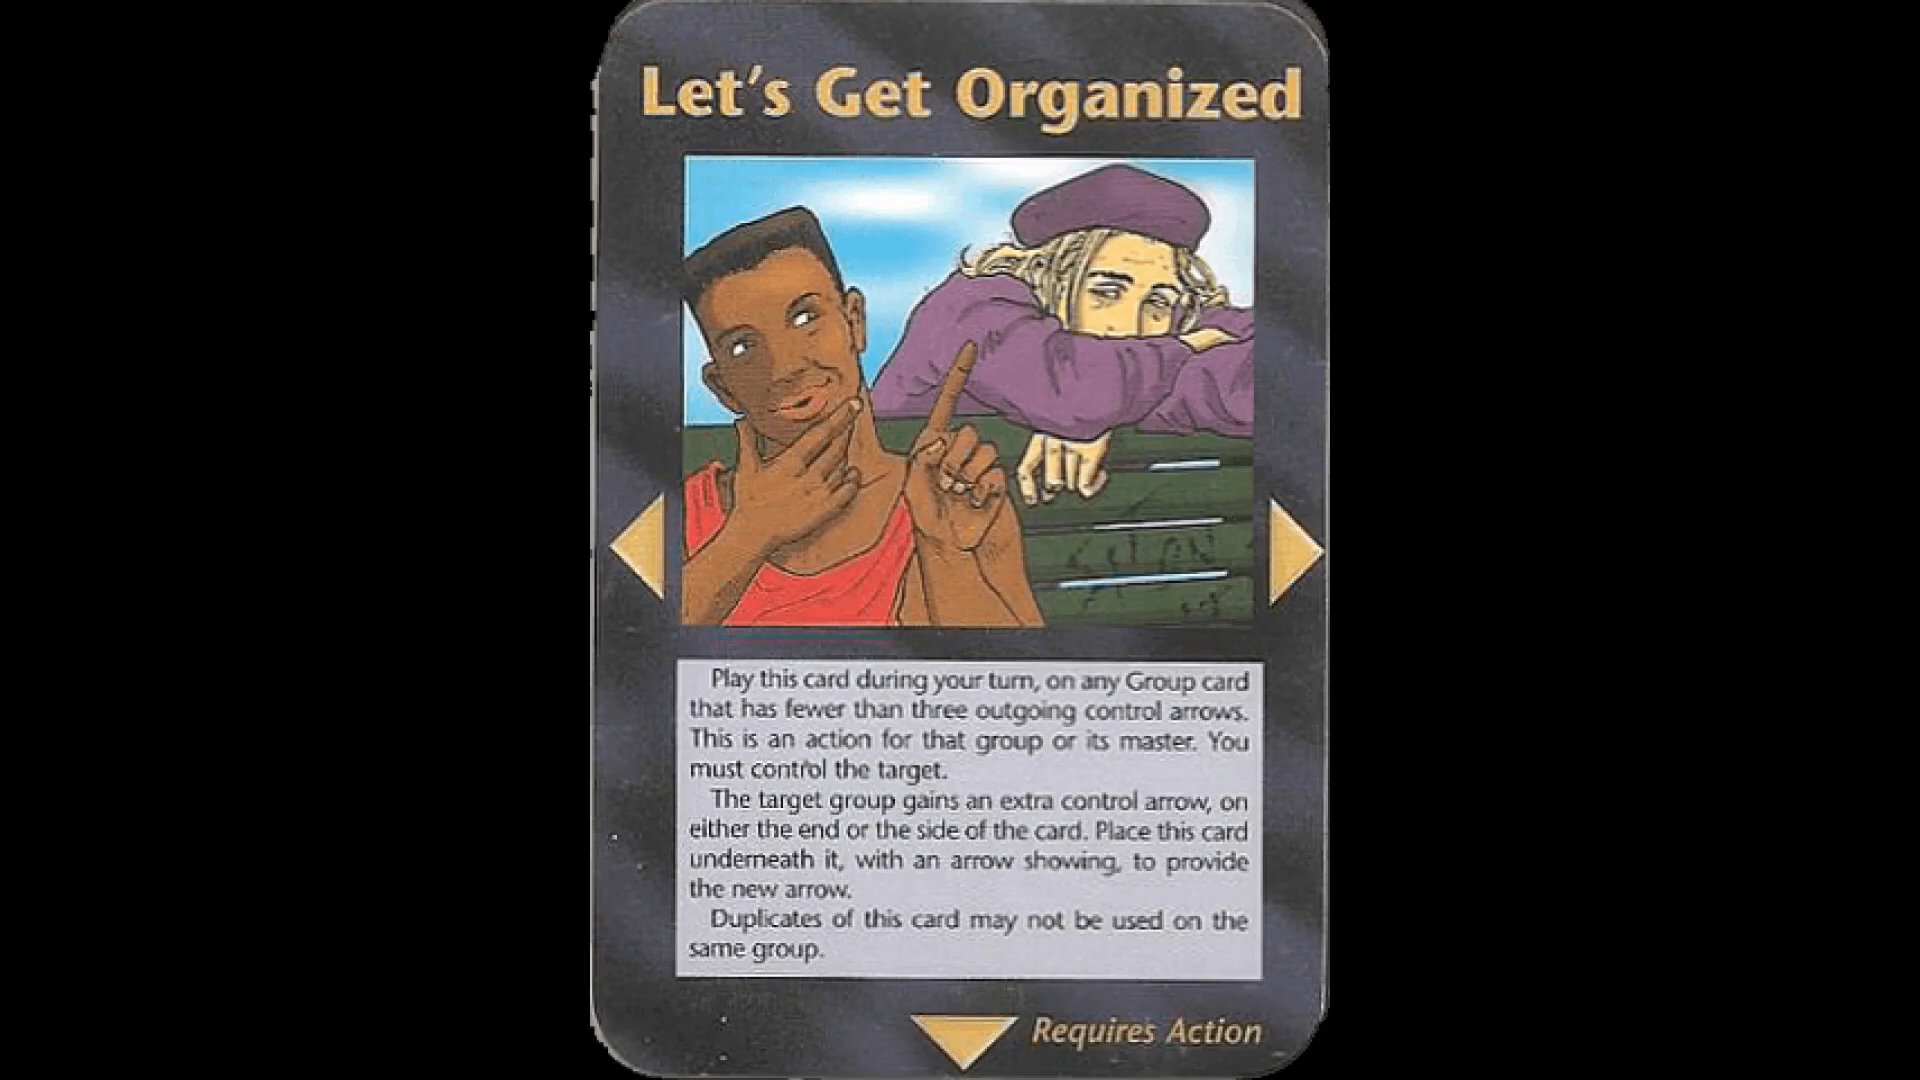 Let's Get Organized
Play this card during your turn, on any Group card
that has fewer than three outgoing control arrows.
This is an action for that group or its master. You
must control the target.
The target group gains an extra control arrow, on
either the end or the side of the card. Place this card
underneath it, with an arrow showing, to provide
the new arrow.
Duplicates of this card may not be used on the
same group.
Requires Action